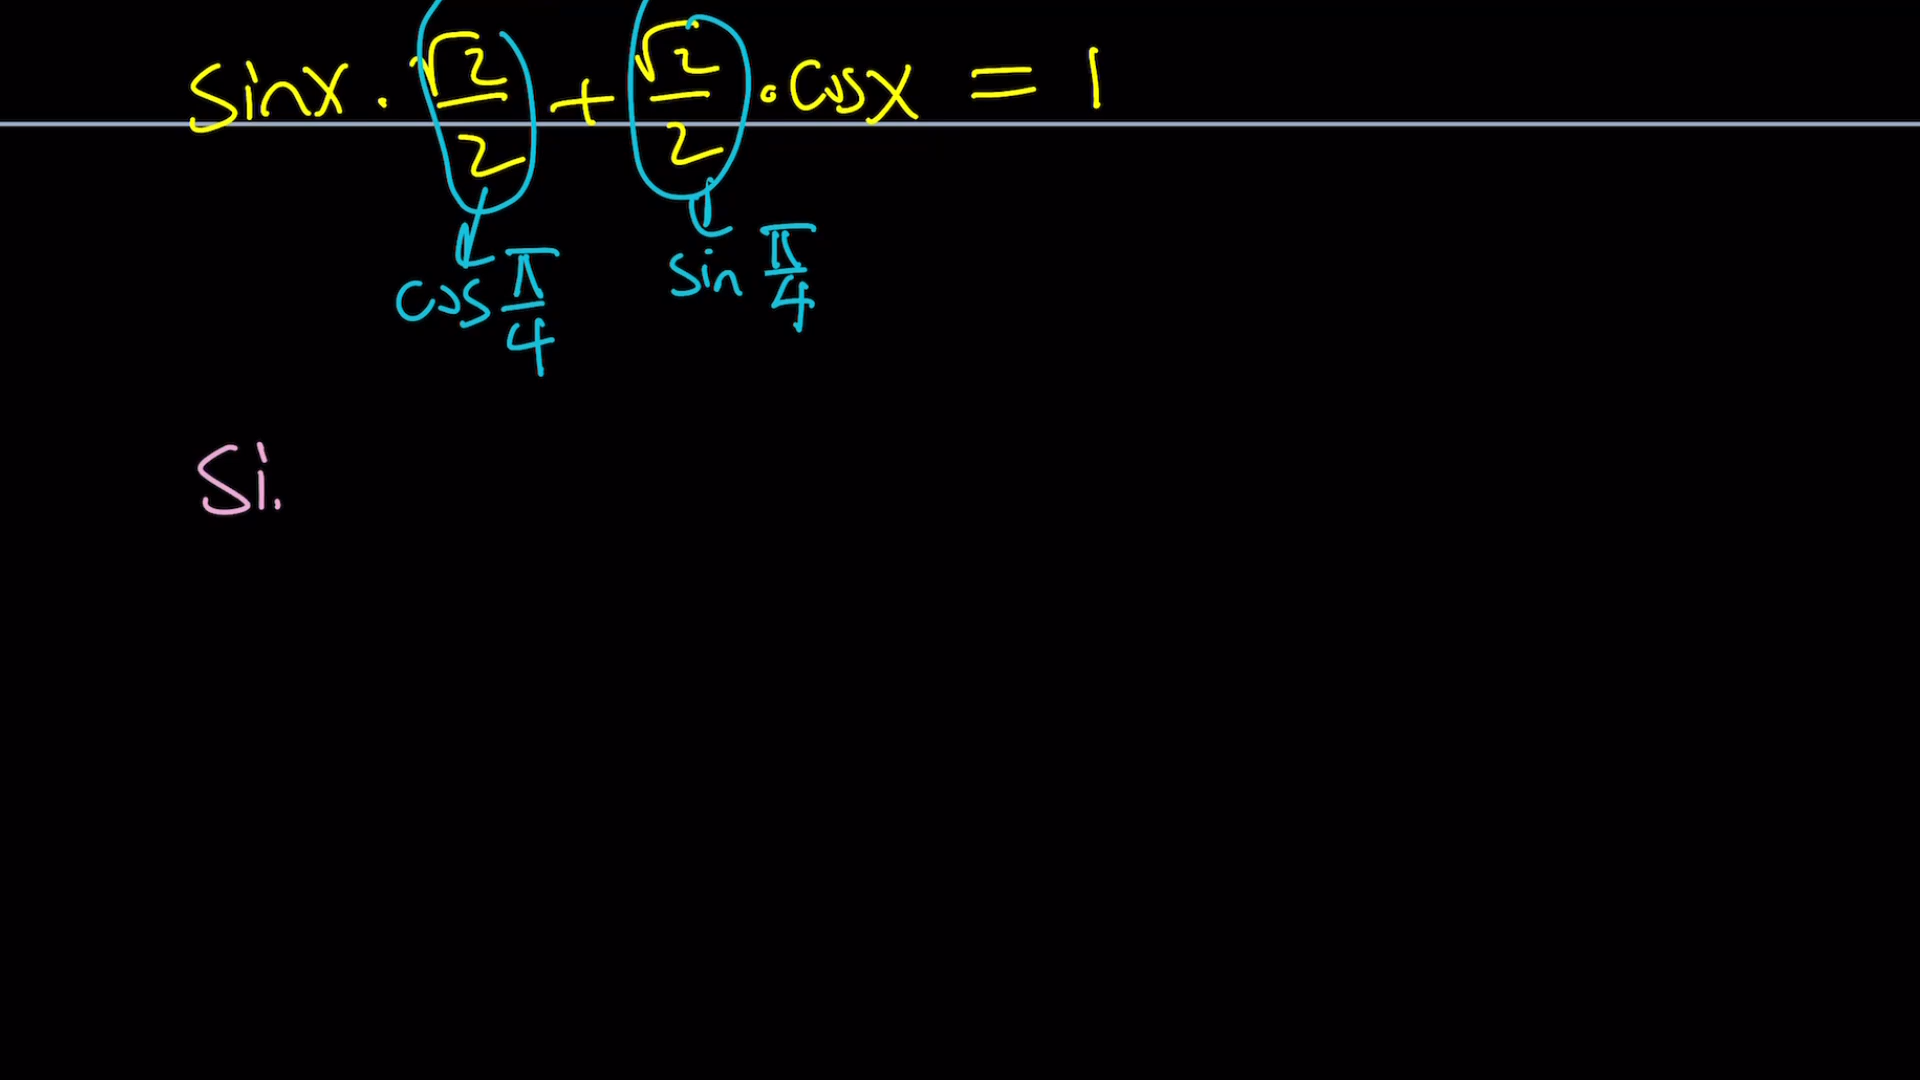 sinx · √2/2 + √2/2 · cosx = 1
cos π/4 sin π/4
Si